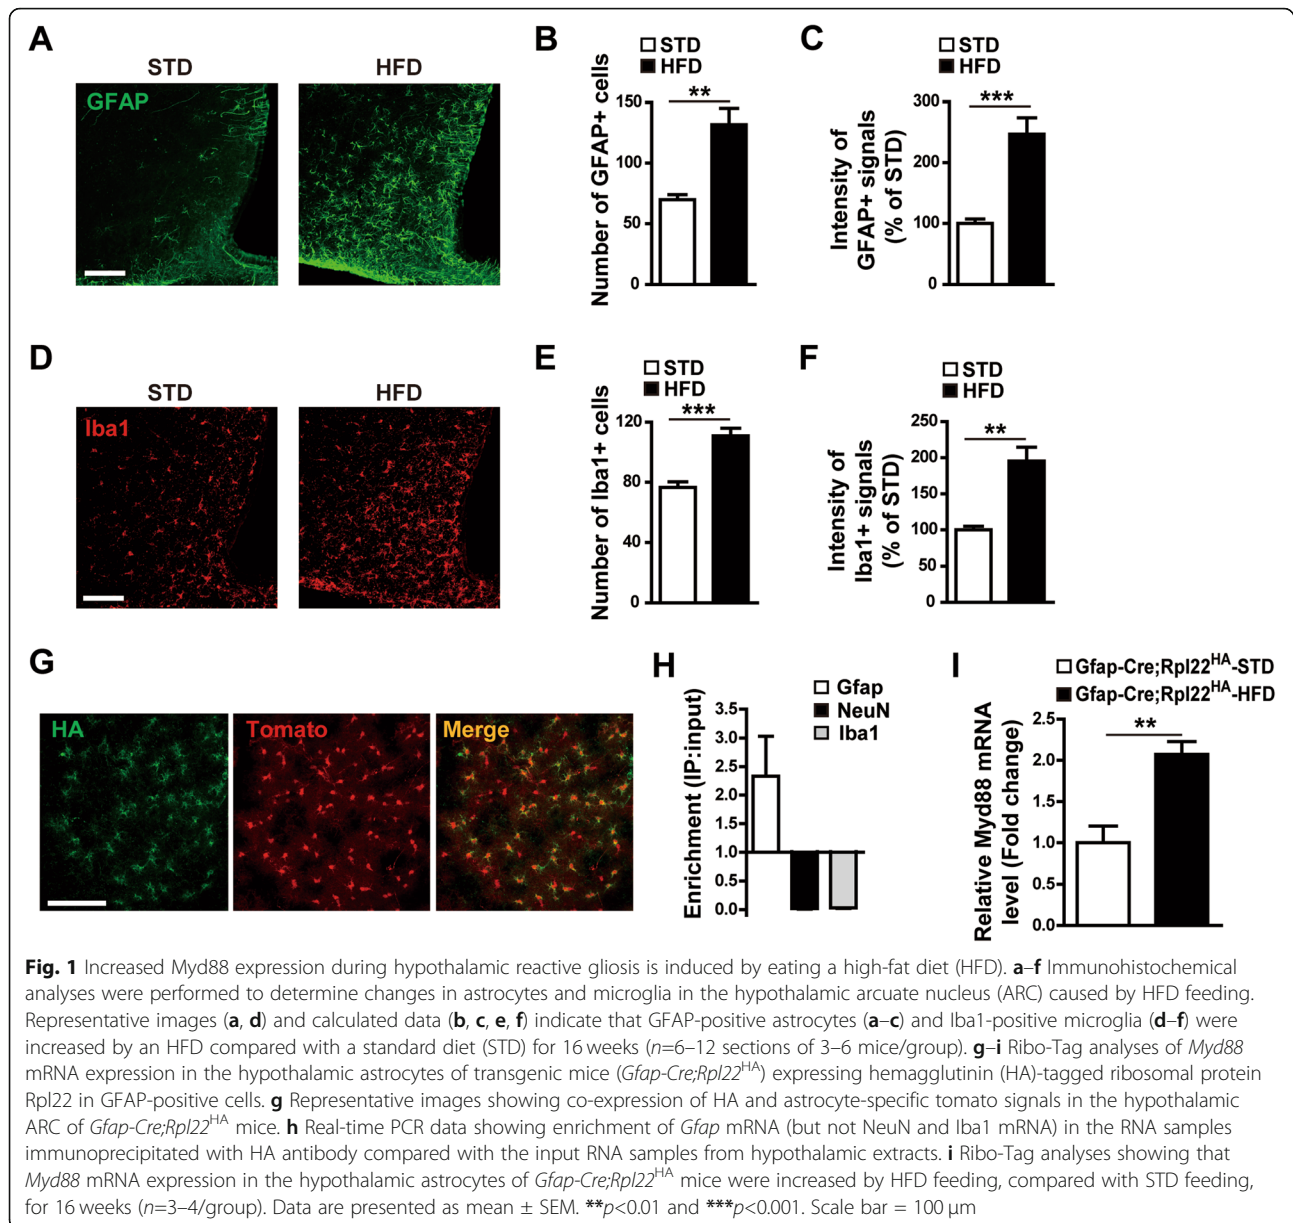 A
STD
HFD
GFAP
B
STD
HFD
Number of GFAP+ cells
150
100
50
0
**
C
STD
HFD
Intensity of
GFAP+ signals
(% of STD)
300
200
100
0
***
D
STD
HFD
Iba1
E
STD
HFD
Number of Iba1+ cells
120
80
40
0
***
F
STD
HFD
Intensity of
Iba1+ signals
(% of STD)
250
200
150
100
50
0
**
G
HA
Tomato
Merge
H
Gfap
NeuN
Iba1
Enrichment (IP:input)
3.5
3.0
2.5
2.0
1.5
1.0
0.5
0.0
I
Gfap-Cre;Rpl22HA-STD
Gfap-Cre;Rpl22HA-HFD
Relative Myd88 mRNA
level (Fold change)
2.5
2.0
1.5
1.0
0.5
0.0
**
Fig. 1 Increased Myd88 expression during hypothalamic reactive gliosis is induced by eating a high-fat diet (HFD). a–f Immunohistochemical
analyses were performed to determine changes in astrocytes and microglia in the hypothalamic arcuate nucleus (ARC) caused by HFD feeding.
Representative images (a, d) and calculated data (b, c, e, f) indicate that GFAP-positive astrocytes (a–c) and Iba1-positive microglia (d–f) were
increased by an HFD compared with a standard diet (STD) for 16 weeks (n=6–12 sections of 3–6 mice/group). g–i Ribo-Tag analyses of Myd88
mRNA expression in the hypothalamic astrocytes of transgenic mice (Gfap-Cre;Rpl22HA) expressing hemagglutinin (HA)-tagged ribosomal protein
Rpl22 in GFAP-positive cells. g Representative images showing co-expression of HA and astrocyte-specific tomato signals in the hypothalamic
ARC of Gfap-Cre;Rpl22HA mice. h Real-time PCR data showing enrichment of Gfap mRNA (but not NeuN and Iba1 mRNA) in the RNA samples
immunoprecipitated with HA antibody compared with the input RNA samples from hypothalamic extracts. i Ribo-Tag analyses showing that
Myd88 mRNA expression in the hypothalamic astrocytes of Gfap-Cre;Rpl22HA mice were increased by HFD feeding, compared with STD feeding,
for 16 weeks (n=3–4/group). Data are presented as mean ± SEM. **p<0.01 and ***p<0.001. Scale bar = 100 μm